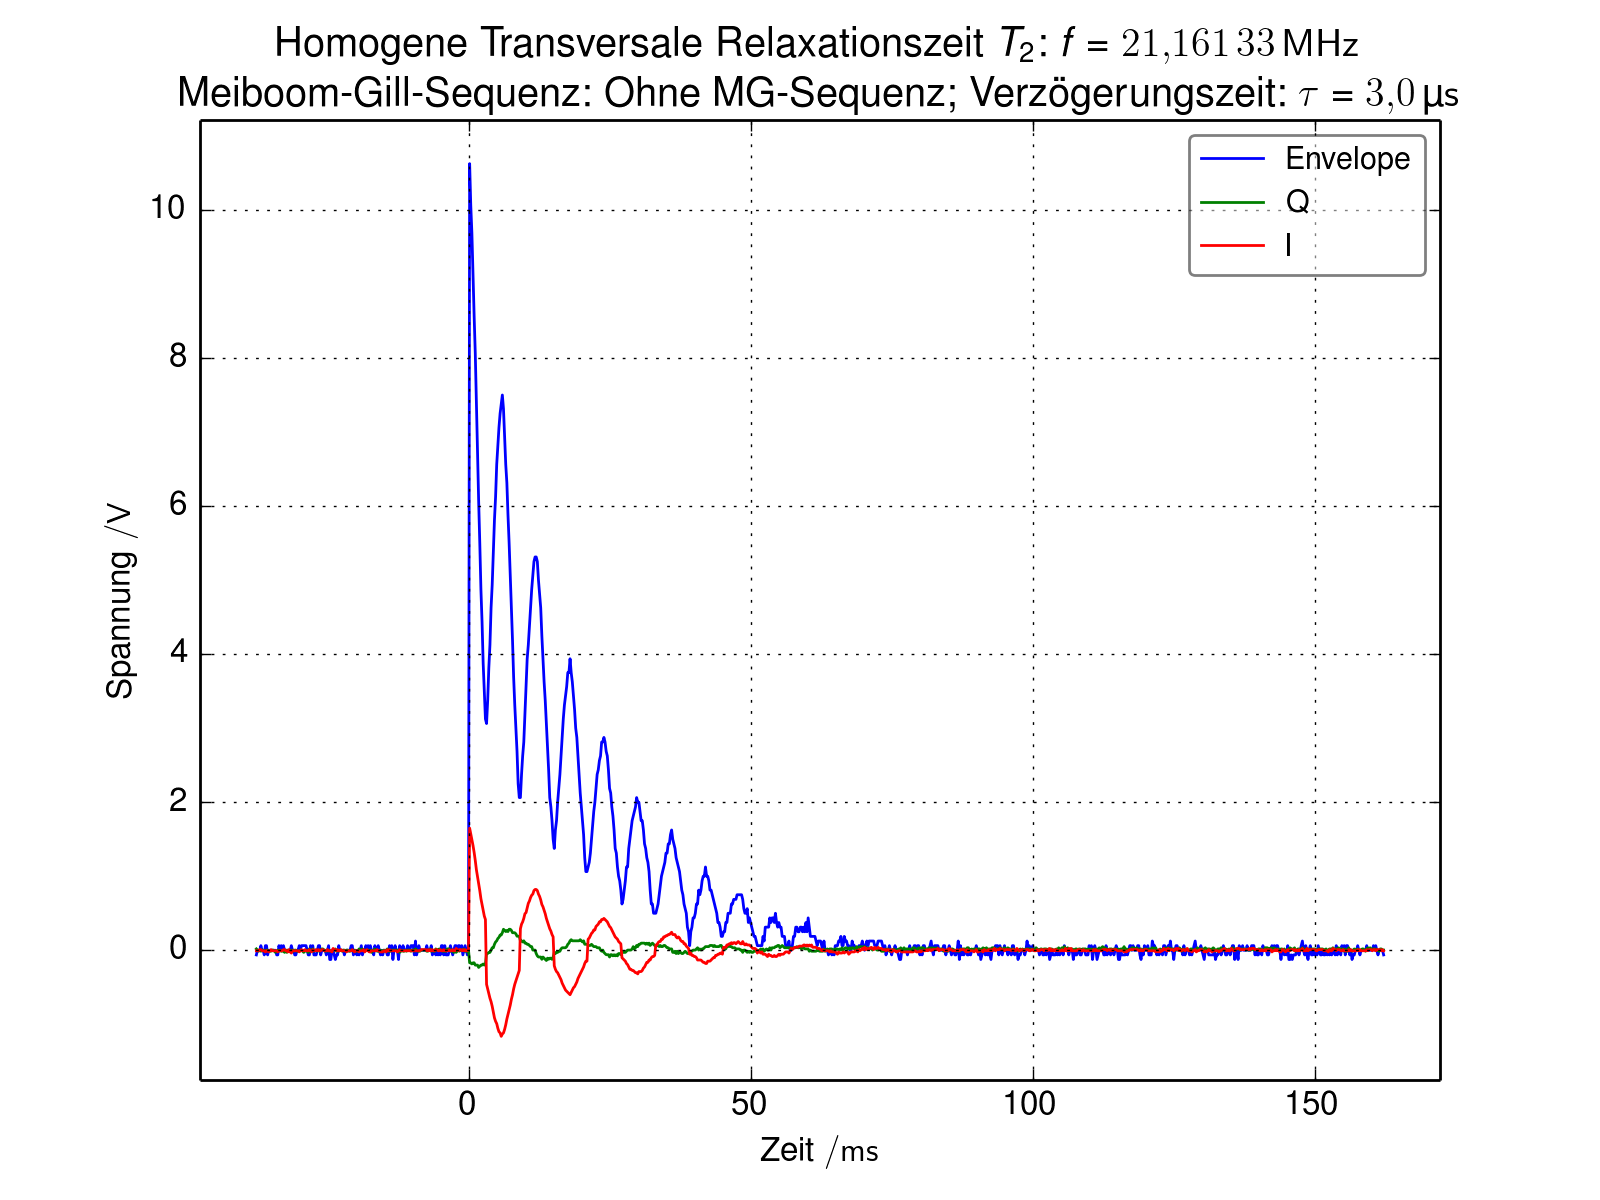 Homogene Transversale Relaxationszeit T₂: f = 21,161 33 MHz
Meiboom-Gill-Sequenz: Ohne MG-Sequenz; Verzögerungszeit: τ = 3,0 µs
Envelope
Q
I
10
8
6
4
2
0
Spannung /V
0 50 100 150
Zeit /ms